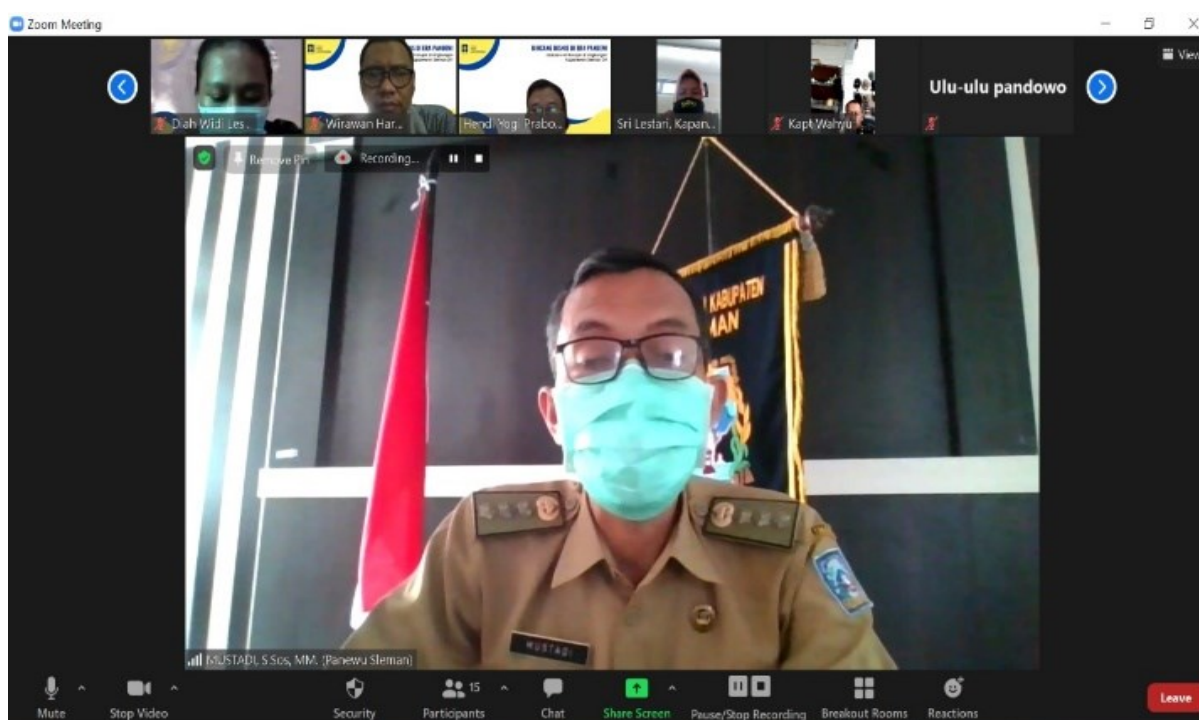 Zoom Meeting
View
Diah Widi Les...
Wirawan Har...
Hendi Yogi Prabo...
Sri Lestari, Kapan...
Kapt Wahyu
Ulu-ulu pandowo
Remove Pin
Recording...
KABUPATEN
MAN
MUSTADI
MUSTADI, S.Sos, MM. (Panewu Sleman)
Mute
Stop Video
Security
15
Participants
Chat
Share Screen
Pause/Stop Recording
Breakout Rooms
Reactions
Leave